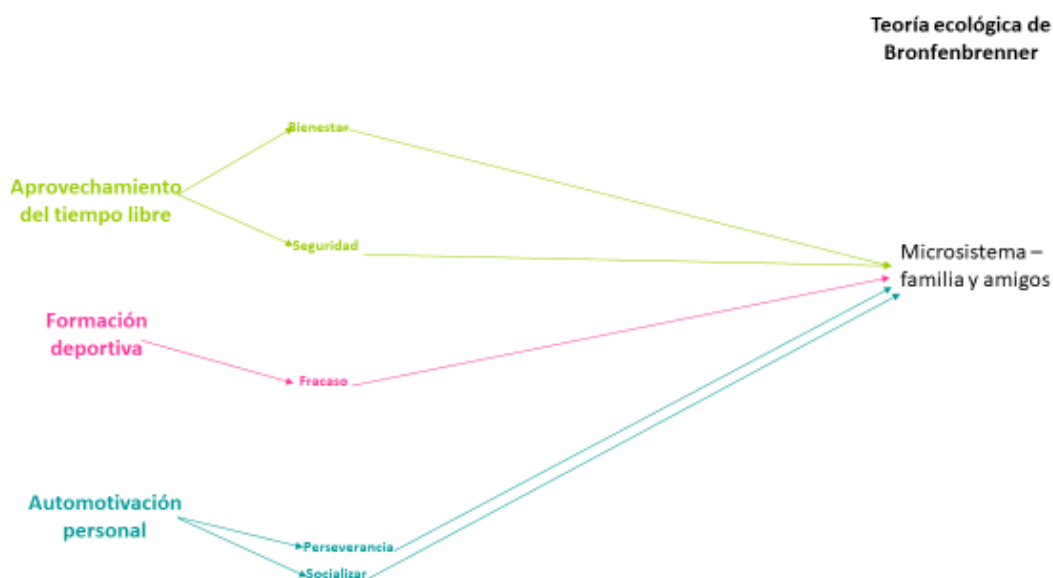 Teoría ecológica de
Bronfenbrenner
Bienestar
Aprovechamiento
del tiempo libre
Seguridad
Microsistema –
familia y amigos
Formación
deportiva
Fracaso
Automotivación
personal
Perseverancia
Socializar